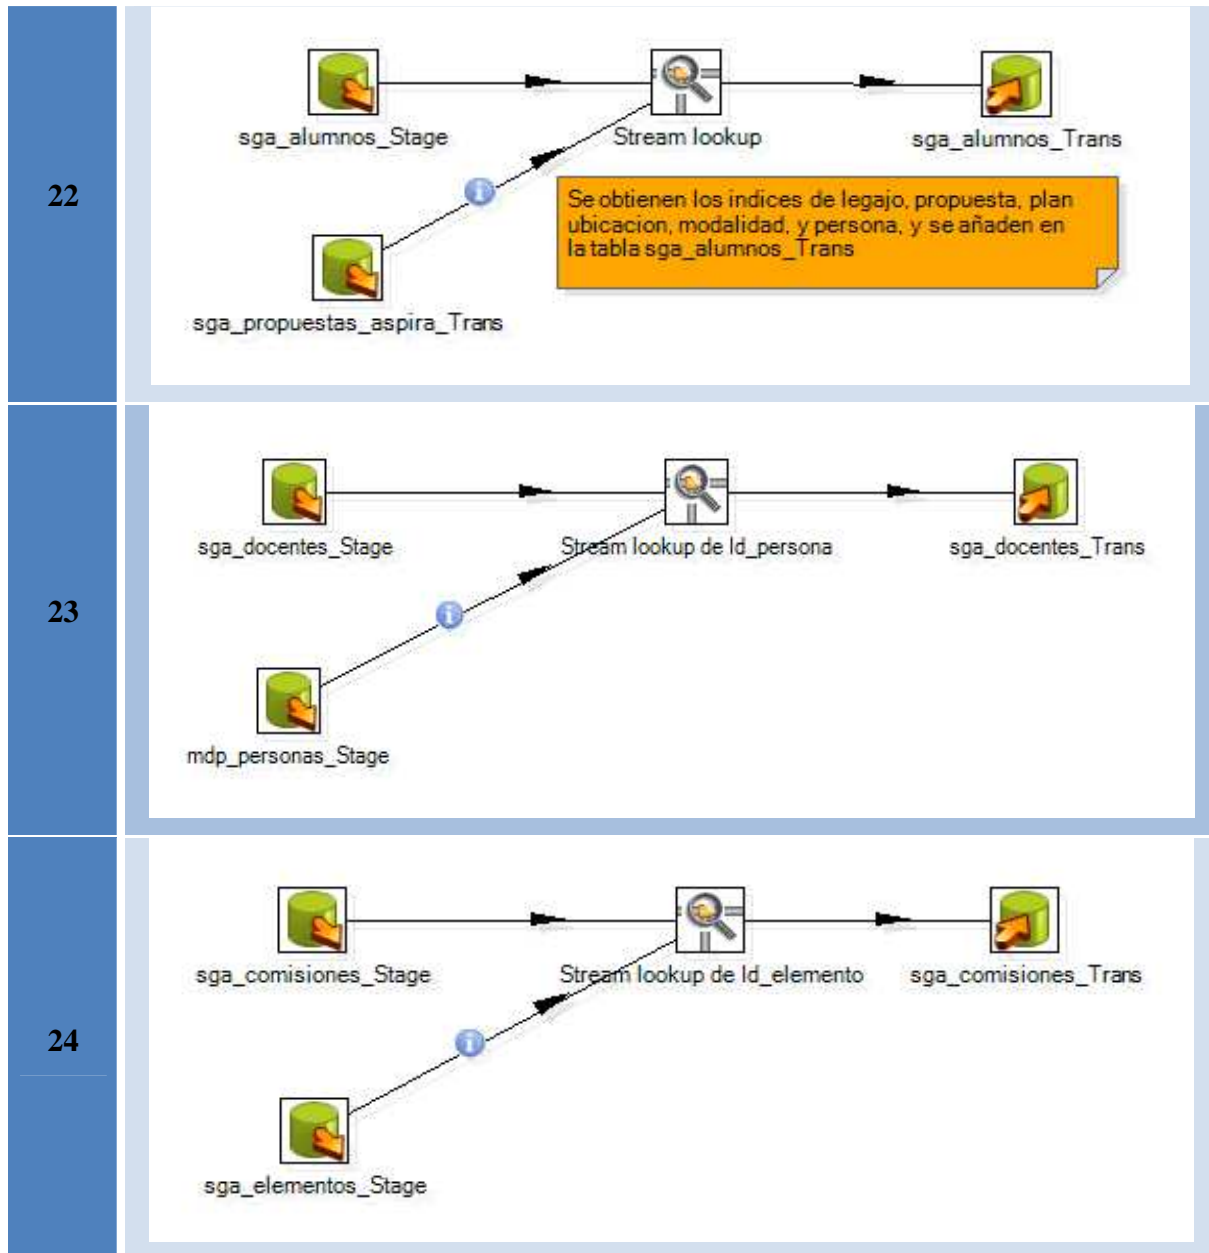 22
sga_alumnos_Stage
Stream lookup
sga_alumnos_Trans
Se obtienen los indices de legajo, propuesta, plan
ubicacion, modalidad, y persona, y se añaden en
la tabla sga_alumnos_Trans
sga_propuestas_aspira_Trans
23
sga_docentes_Stage
Stream lookup de Id_persona
sga_docentes_Trans
mdp_personas_Stage
24
sga_comisiones_Stage
Stream lookup de Id_elemento
sga_comisiones_Trans
sga_elementos_Stage